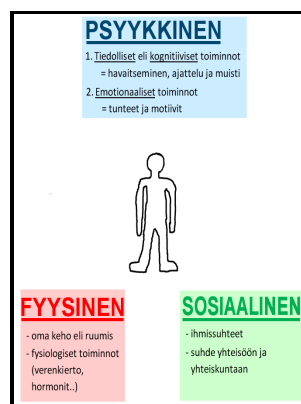 PSYYKKINEN
1. Tiedolliset eli kognitiiviset toiminnot
= havaitseminen, ajattelu ja muisti
2. Emotionaaliset toiminnot
= tunteet ja motiivit
FYYSINEN
- oma keho eli ruumis
- fysiologiset toiminnot
(verenkierto,
hormonit..)
SOSIAALINEN
- ihmissuhteet
- suhde yhteisöön ja
yhteiskuntaan